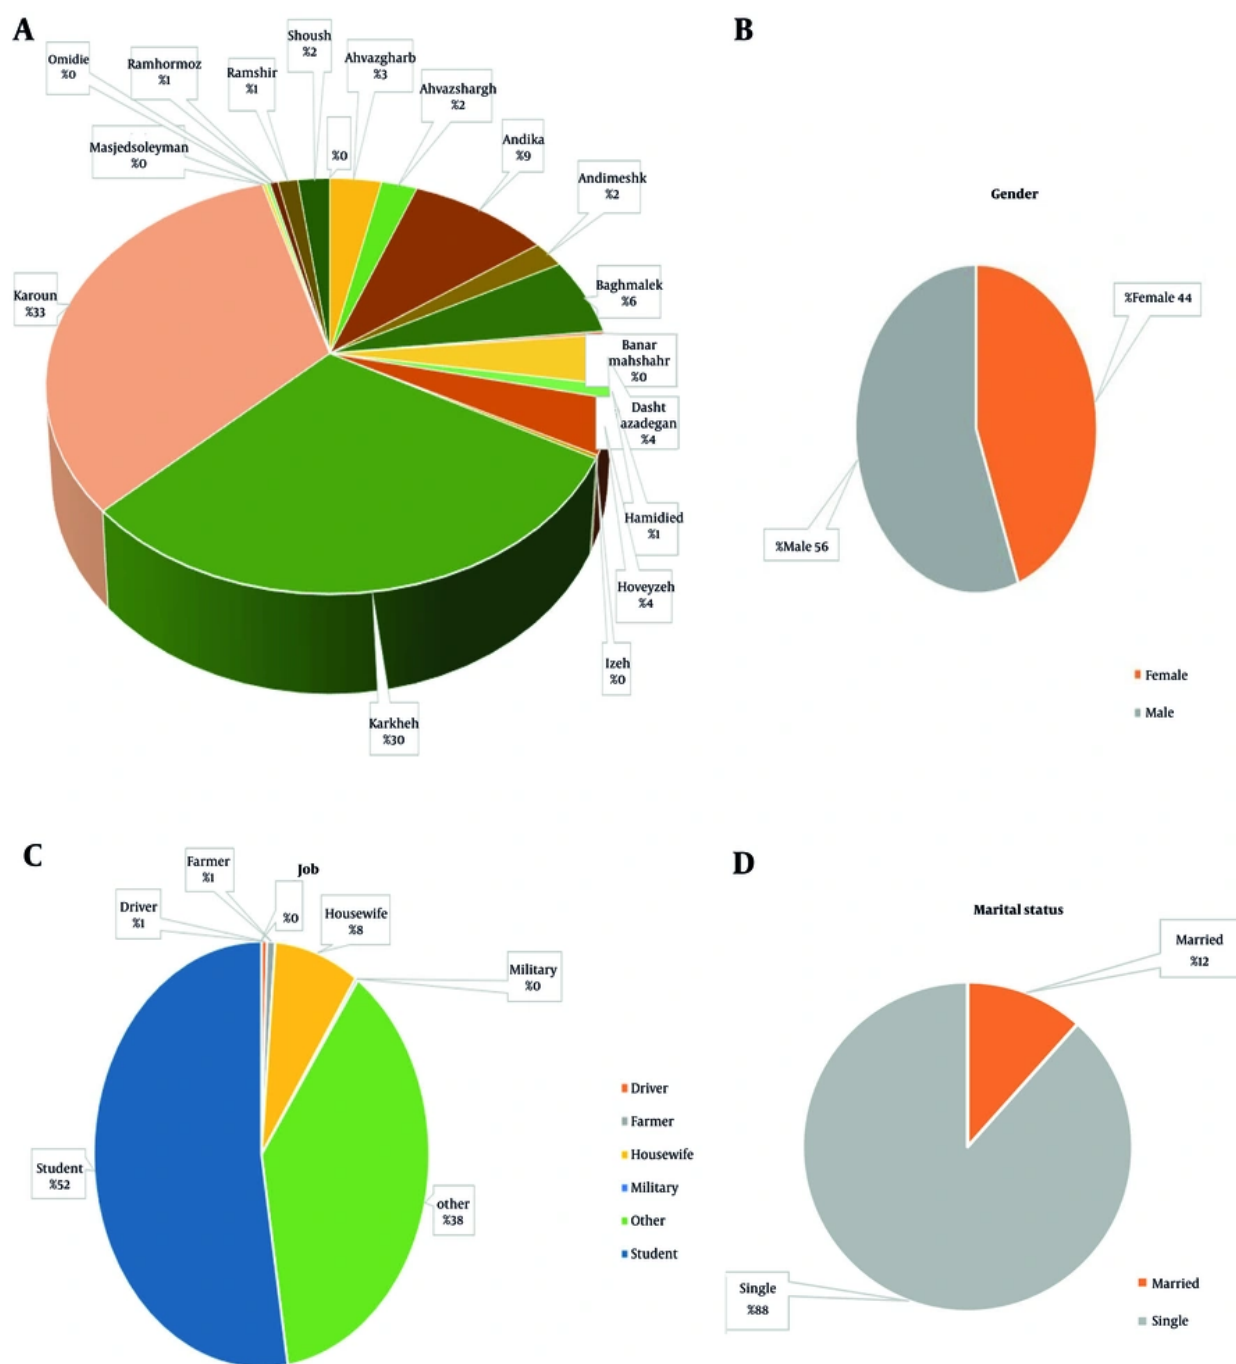 A
Shoush
%2
Omidie
%0
Ramhormoz
%1
Ramshir
%1
Ahvazgharb
%3
Ahvazshargh
%2
Masjedsoleyman
%0
%0
Andika
%9
Andimeshk
%2
Karoun
%33
Baghmalek
%6
Banar
mahshahr
%0
Dasht
azadegan
%4
Hamidied
%1
Hoveyzeh
%4
Izeh
%0
Karkheh
%30
B
Gender
%Female 44
%Male 56
Female
Male
C
Job
Farmer
%1
Driver
%1
%0
Housewife
%8
Military
%0
Student
%52
other
%38
Driver
Farmer
Housewife
Military
Other
Student
D
Marital status
Married
%12
Single
%88
Married
Single